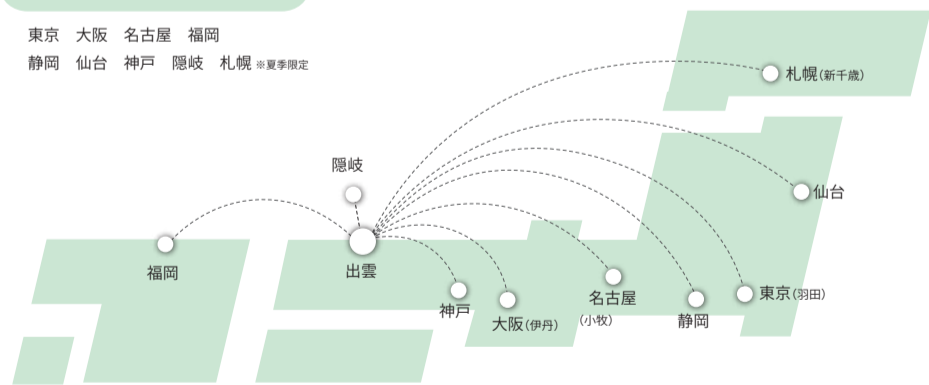 東京　大阪　名古屋　福岡
静岡　仙台　神戸　隠岐　札幌 ※夏季限定
札幌(新千歳)
隠岐
仙台
福岡
出雲
神戸
大阪(伊丹)
名古屋
(小牧)
静岡
東京(羽田)